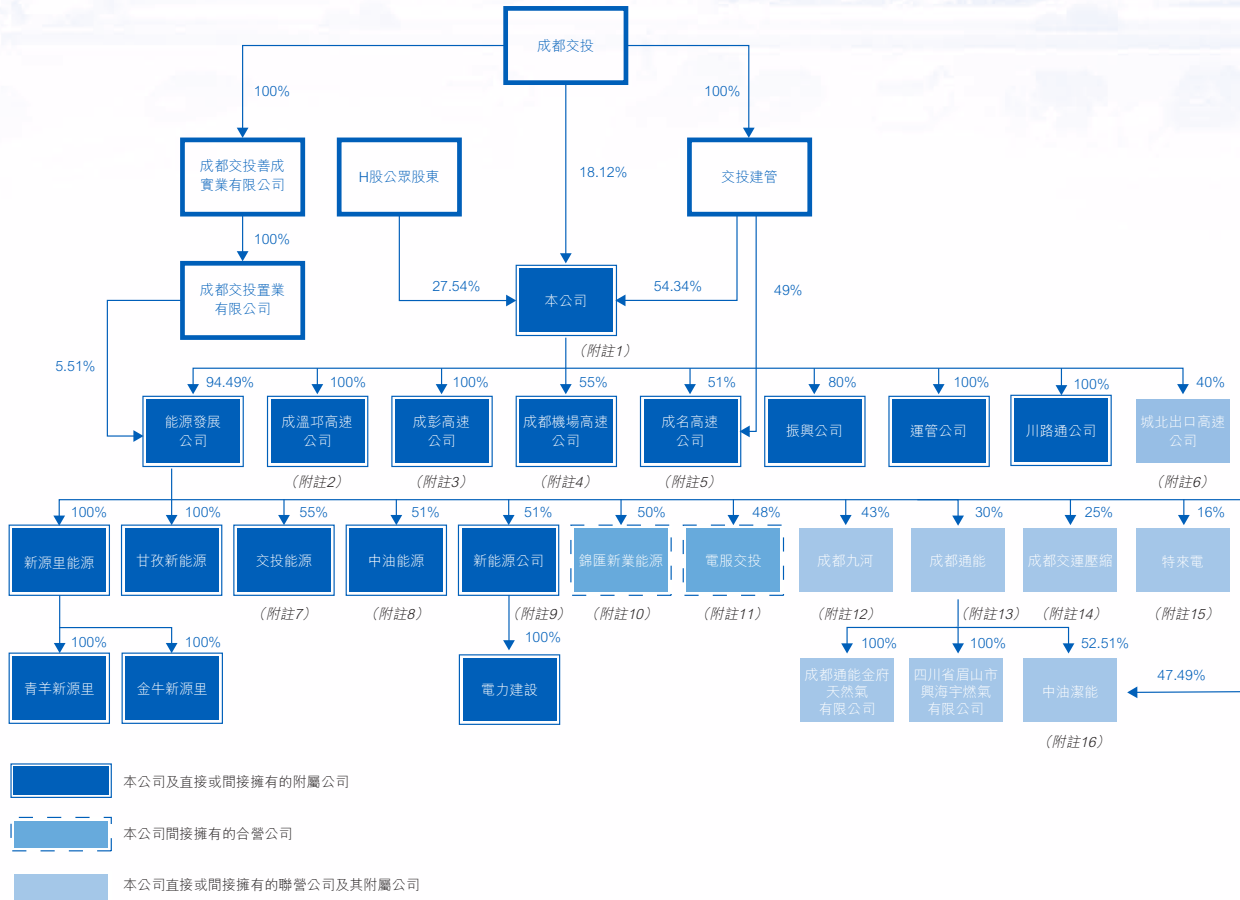 成都交投
100%
100%
成都交投善成
實業有限公司
H股公眾股東
18.12%
交投建管
100%
成都交投置業
有限公司
27.54%
本公司
54.34%
49%
（附註1）
5.51%
94.49%
100%
100%
55%
51%
80%
100%
100%
40%
能源發展
公司
成溫邛高速
公司
成彭高速
公司
成都機場高速
公司
成名高速
公司
振興公司
運管公司
川路通公司
城北出口高速
公司
（附註2）
（附註3）
（附註4）
（附註5）
（附註6）
100%
100%
55%
51%
51%
50%
48%
43%
30%
25%
16%
新源里能源
甘孜新能源
交投能源
中油能源
新能源公司
錦匯新業能源
電服交投
成都九河
成都通能
成都交運壓縮
特來電
（附註7）
（附註8）
（附註9）
（附註10）
（附註11）
（附註12）
（附註13）
（附註14）
（附註15）
100%
100%
100%
100%
100%
52.51%
青羊新源里
金牛新源里
電力建設
成都通能金府
天然氣
有限公司
四川省眉山市
興海宇燃氣
有限公司
中油潔能
47.49%
（附註16）
本公司及直接或間接擁有的附屬公司
本公司間接擁有的合營公司
本公司直接或間接擁有的聯營公司及其附屬公司